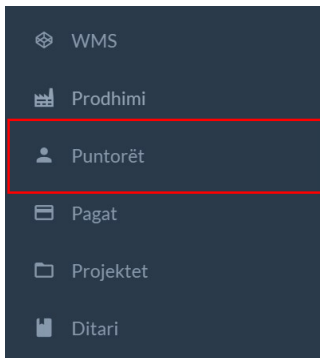 WMS
Prodhimi
Puntorët
Pagat
Projektet
Ditari